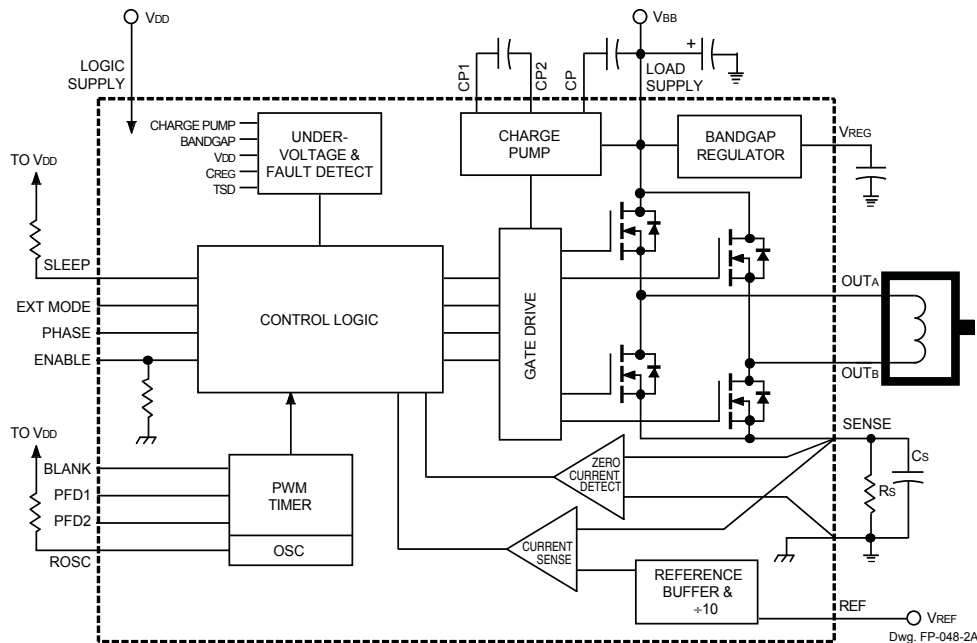 VDD
VBB
LOGIC
SUPPLY
CP1
CP2
CP
+
LOAD
SUPPLY
CHARGE PUMP
BANDGAP
VDD
CREG
TSD
UNDER-
VOLTAGE &
FAULT DETECT
CHARGE
PUMP
BANDGAP
REGULATOR
VREG
TO VDD
SLEEP
EXT MODE
PHASE
ENABLE
CONTROL LOGIC
GATE DRIVE
OUTA
OUTB
SENSE
CS
RS
TO VDD
BLANK
PFD1
PFD2
ROSC
PWM
TIMER
OSC
ZERO
CURRENT
DETECT
CURRENT
SENSE
REFERENCE
BUFFER &
÷10
REF
VREF
Dwg. FP-048-2A